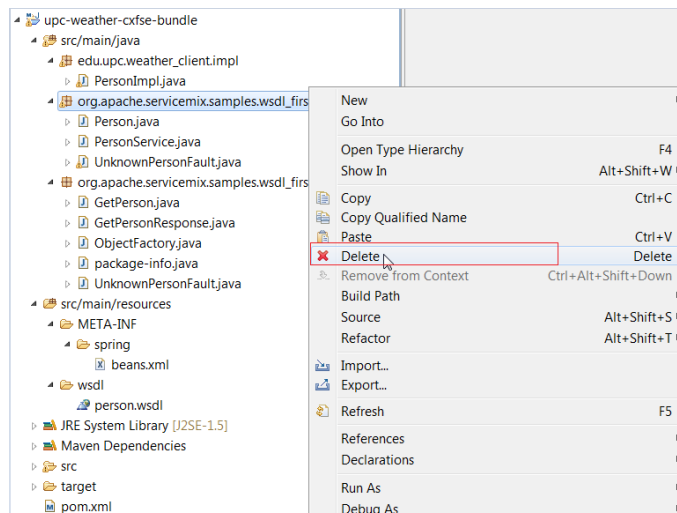 upc-weather-cxfse-bundle
src/main/java
edu.upc.weather_client.impl
PersonImpl.java
org.apache.servicemix.samples.wsdl_firs
Person.java
PersonService.java
UnknownPersonFault.java
org.apache.servicemix.samples.wsdl_firs
GetPerson.java
GetPersonResponse.java
ObjectFactory.java
package-info.java
UnknownPersonFault.java
src/main/resources
META-INF
spring
beans.xml
wsdl
person.wsdl
JRE System Library [J2SE-1.5]
Maven Dependencies
src
target
pom.xml
New
Go Into
Open Type Hierarchy F4
Show In Alt+Shift+W
Copy Ctrl+C
Copy Qualified Name
Paste Ctrl+V
Delete Delete
Remove from Context Ctrl+Alt+Shift+Down
Build Path
Source Alt+Shift+S
Refactor Alt+Shift+T
Import...
Export...
Refresh F5
References
Declarations
Run As
Debug As